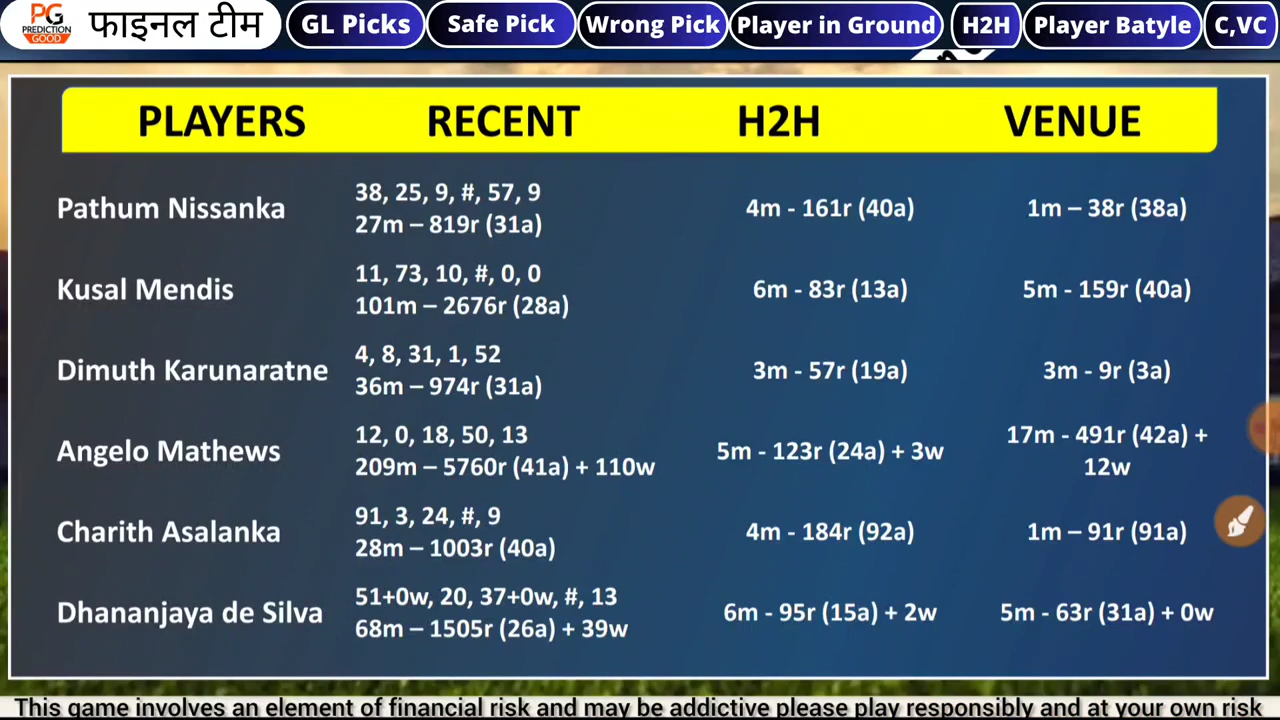 PG
PREDICTION
GOOD
फाइनल टीम
GL Picks
Safe Pick
Wrong Pick
Player in Ground
H2H
Player Batyle
C,VC
PLAYERS RECENT H2H VENUE
Pathum Nissanka
38, 25, 9, #, 57, 9
27m – 819r (31a)
4m - 161r (40a)
1m – 38r (38a)
Kusal Mendis
11, 73, 10, #, 0, 0
101m – 2676r (28a)
6m - 83r (13a)
5m - 159r (40a)
Dimuth Karunaratne
4, 8, 31, 1, 52
36m – 974r (31a)
3m - 57r (19a)
3m - 9r (3a)
Angelo Mathews
12, 0, 18, 50, 13
209m – 5760r (41a) + 110w
5m - 123r (24a) + 3w
17m - 491r (42a) +
12w
Charith Asalanka
91, 3, 24, #, 9
28m – 1003r (40a)
4m - 184r (92a)
1m – 91r (91a)
Dhananjaya de Silva
51+0w, 20, 37+0w, #, 13
68m – 1505r (26a) + 39w
6m - 95r (15a) + 2w
5m - 63r (31a) + 0w
This game involves an element of financial risk and may be addictive please play responsibly and at your own risk